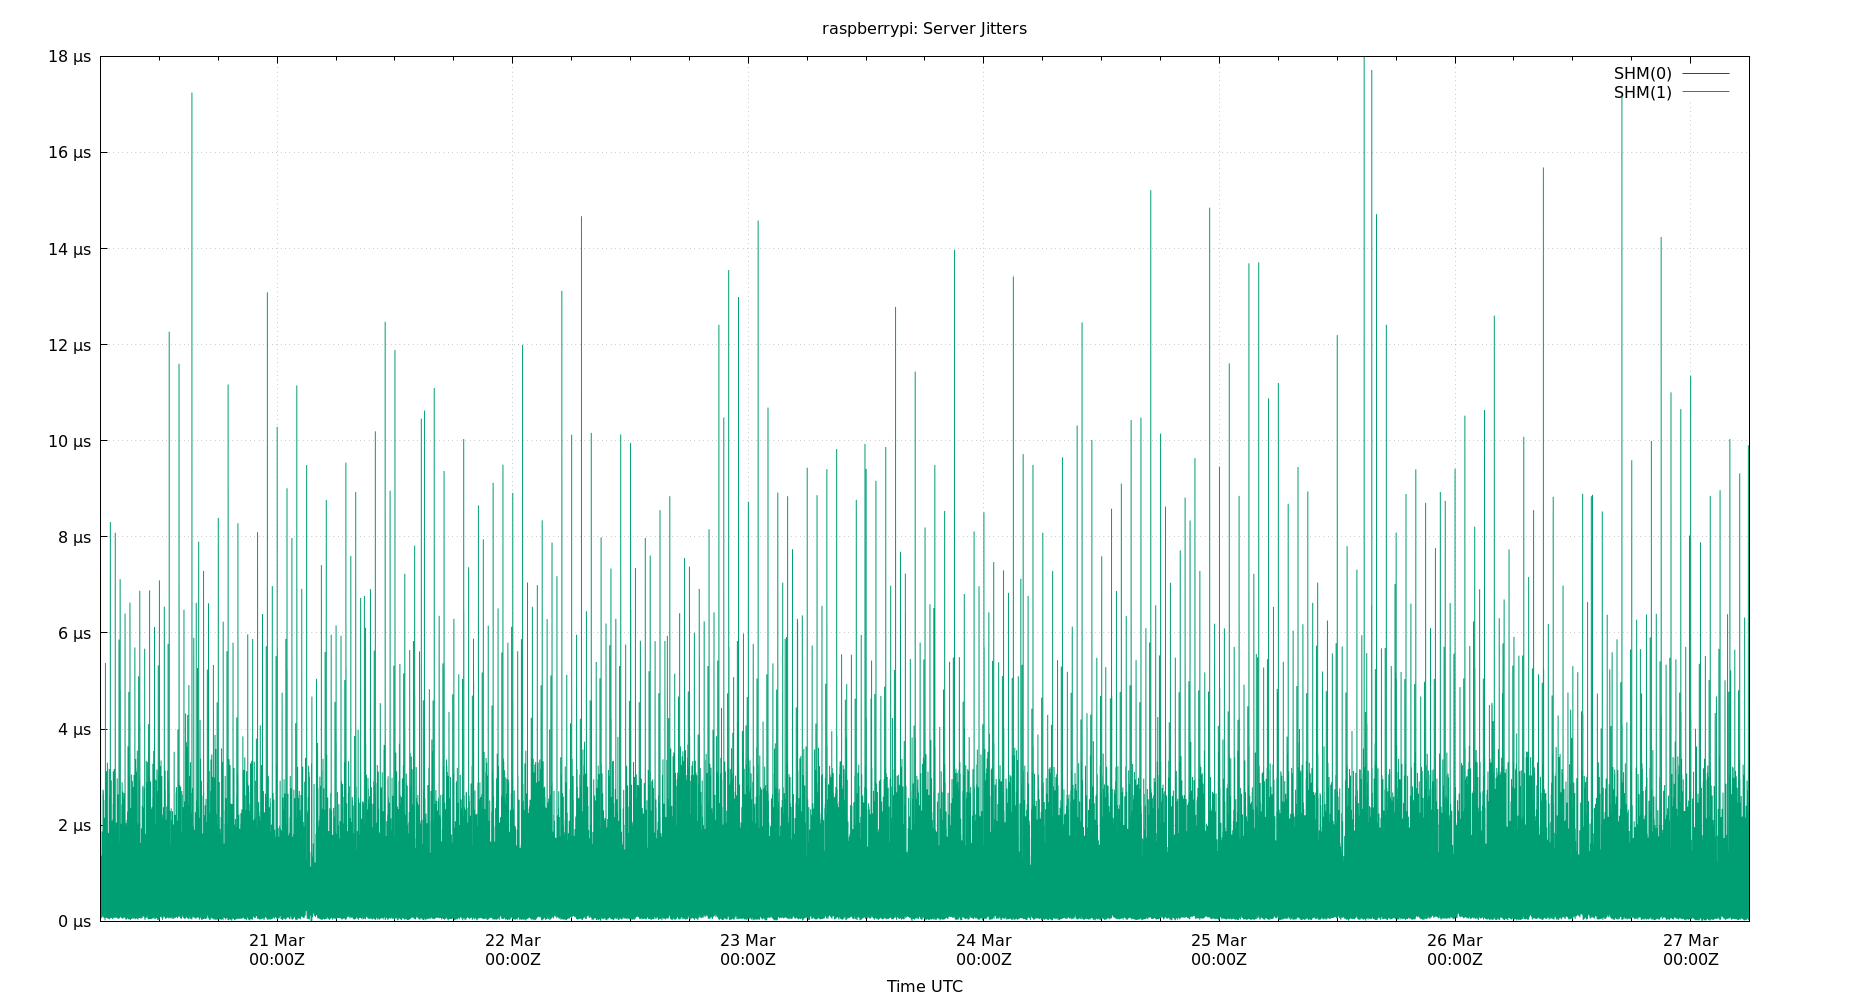 raspberrypi: Server Jitters
18 µs
16 µs
14 µs
12 µs
10 µs
8 µs
6 µs
4 µs
2 µs
0 µs
SHM(0)
SHM(1)
21 Mar
00:00Z
22 Mar
00:00Z
23 Mar
00:00Z
24 Mar
00:00Z
25 Mar
00:00Z
26 Mar
00:00Z
27 Mar
00:00Z
Time UTC